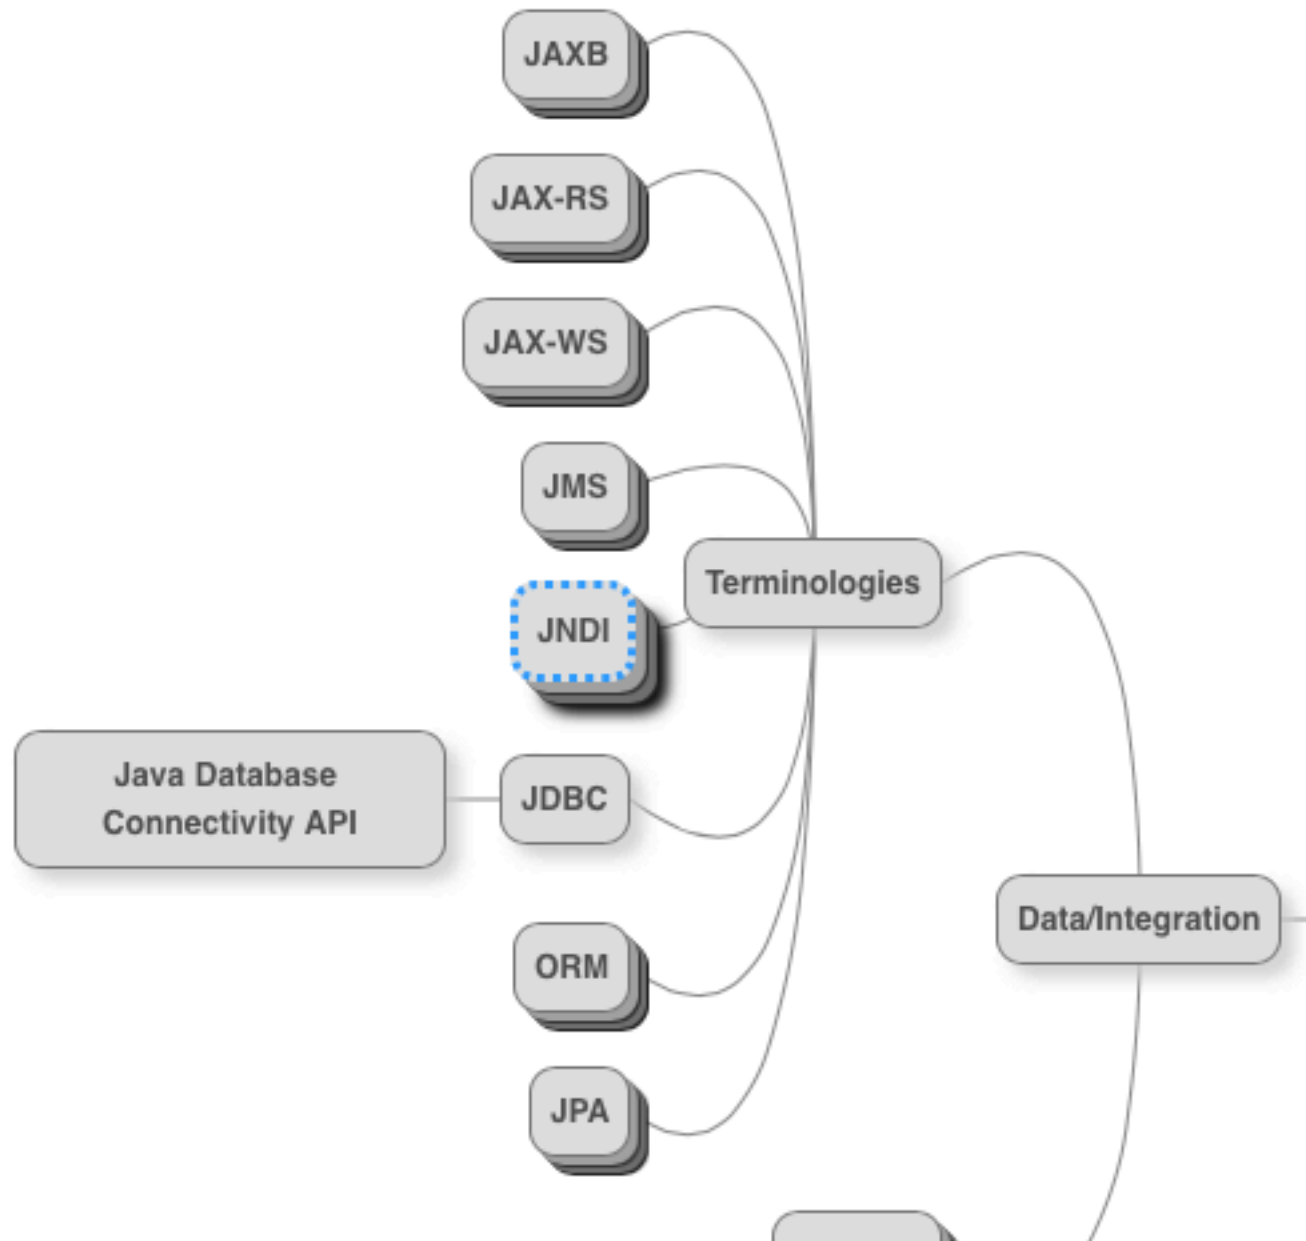 JAXB
JAX-RS
JAX-WS
JMS
Terminologies
JNDI
Java Database
Connectivity API
JDBC
Data/Integration
ORM
JPA